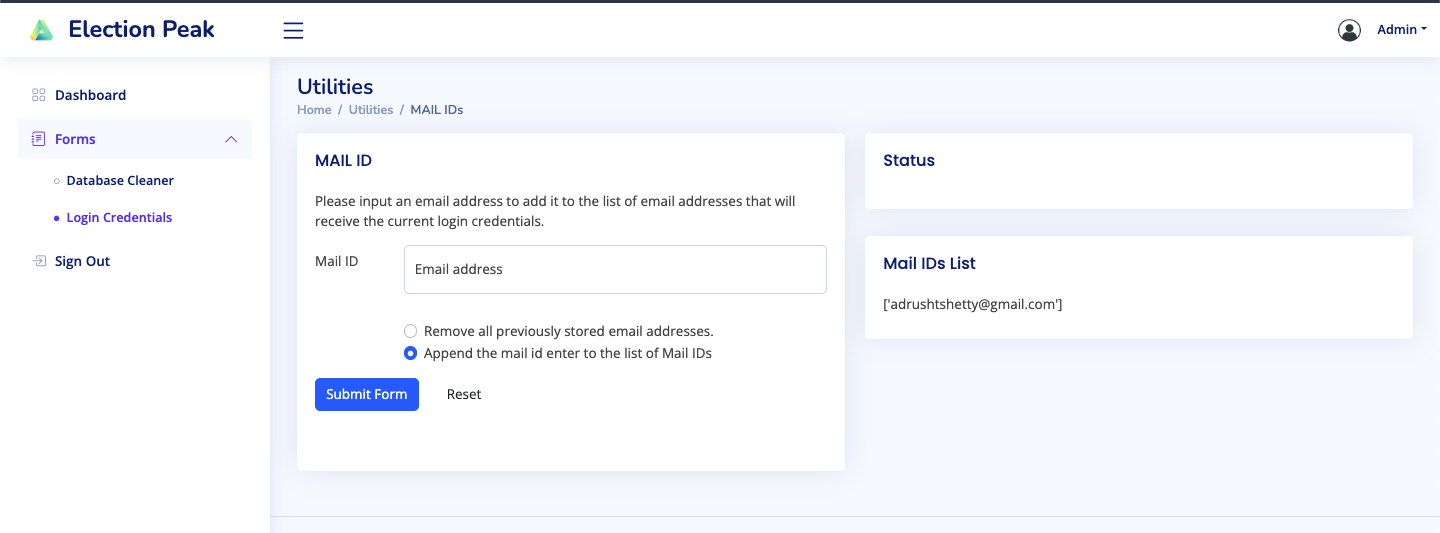 Election Peak
Admin
Dashboard
Forms
Database Cleaner
Login Credentials
Sign Out
Utilities
Home / Utilities / MAIL IDs
MAIL ID
Please input an email address to add it to the list of email addresses that will
receive the current login credentials.
Mail ID
Email address
Remove all previously stored email addresses.
Append the mail id enter to the list of Mail IDs
Submit Form
Reset
Status
Mail IDs List
['adrushtshetty@gmail.com']